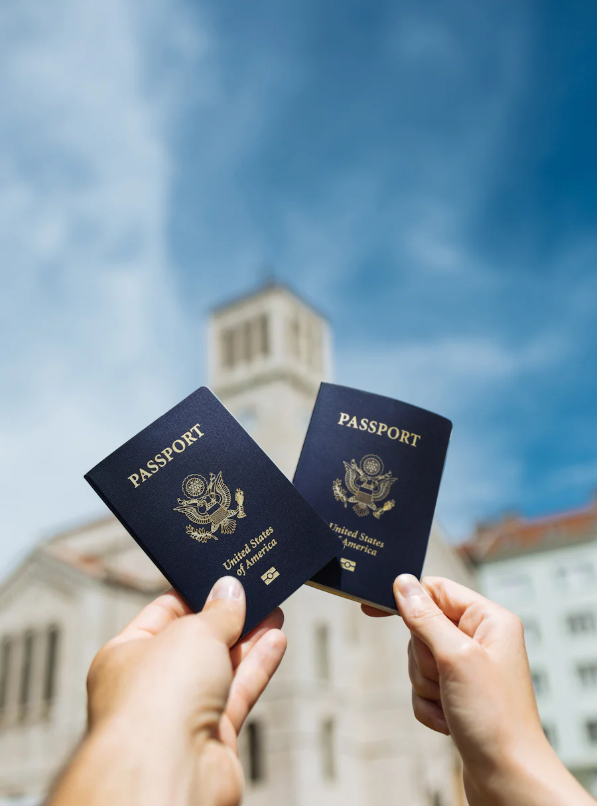 PASSPORT
United States
of America
PASSPORT
United States
of America